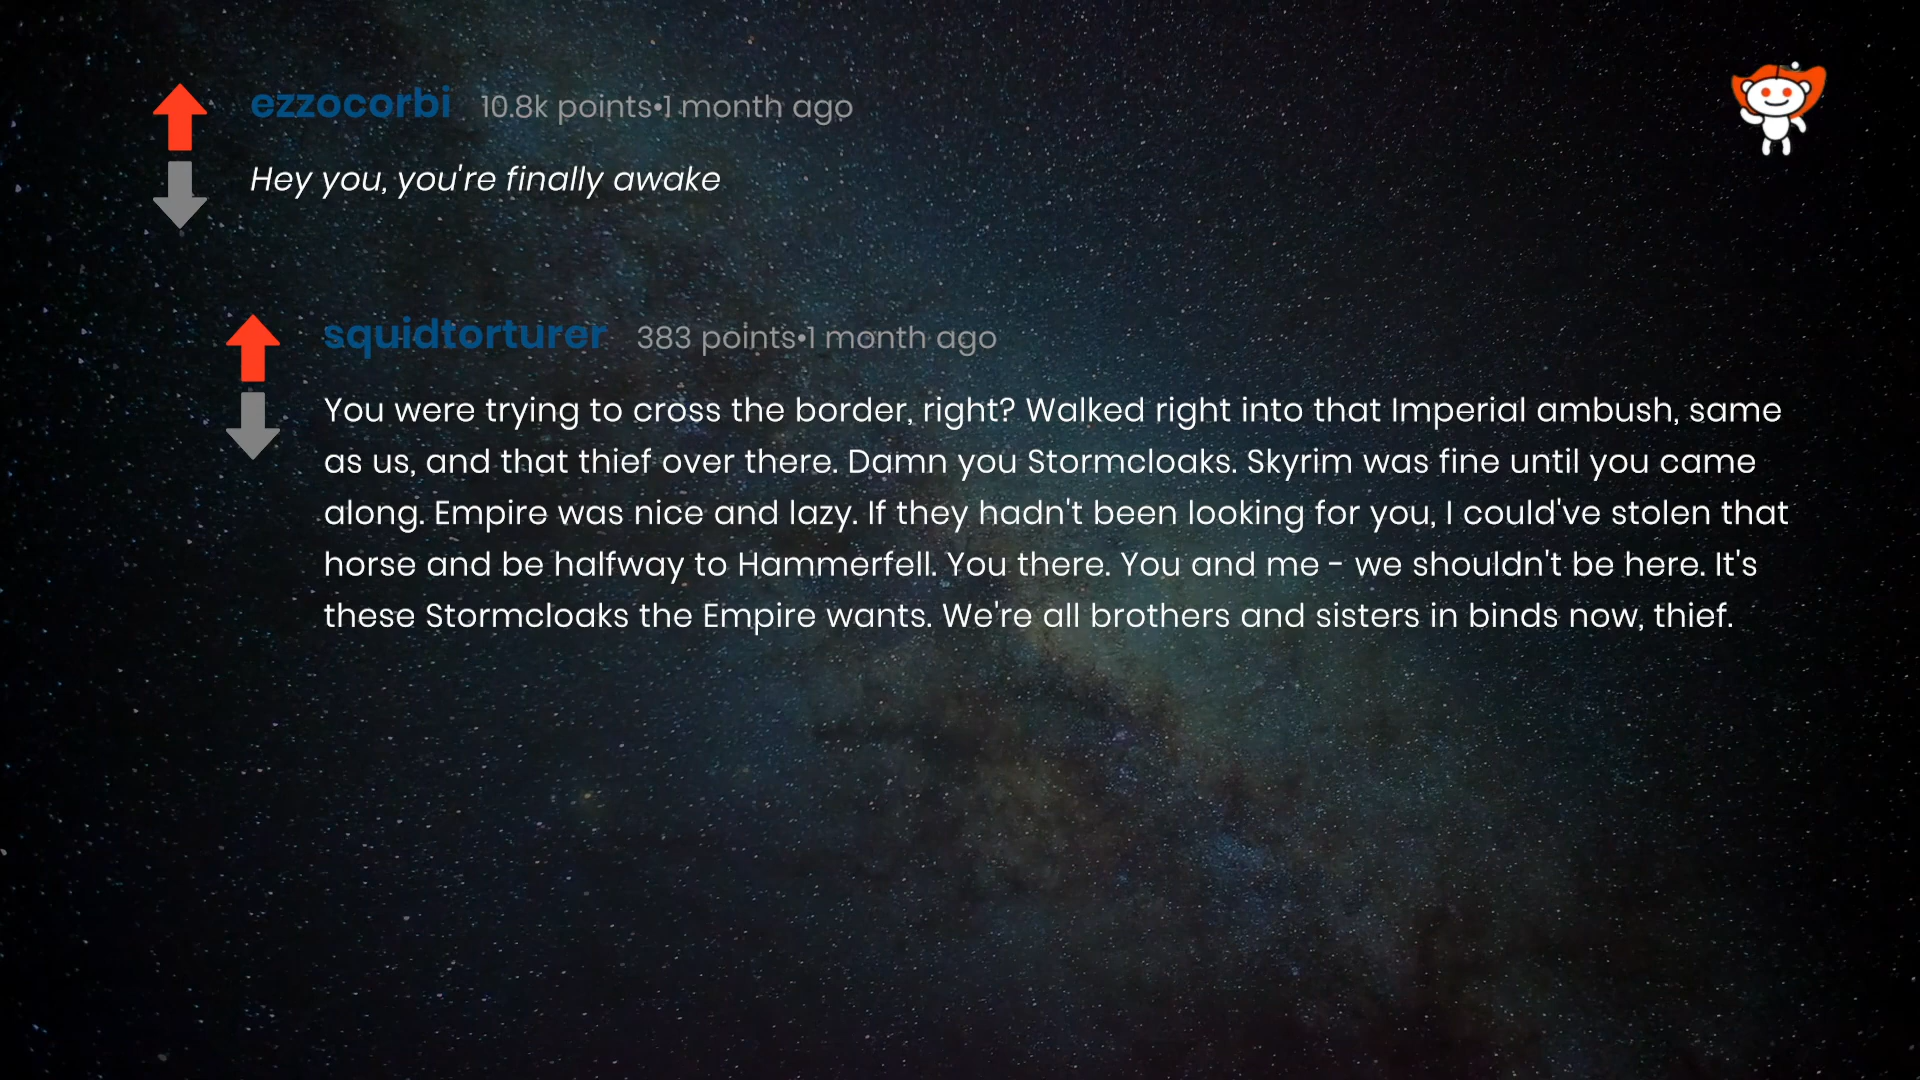 ezzocorbi 10.8k points•1 month ago
Hey you, you're finally awake
squidtorturer 383 points•1 month ago
You were trying to cross the border, right? Walked right into that Imperial ambush, same
as us, and that thief over there. Damn you Stormcloaks. Skyrim was fine until you came
along. Empire was nice and lazy. If they hadn't been looking for you, I could've stolen that
horse and be halfway to Hammerfell. You there. You and me - we shouldn't be here. It's
these Stormcloaks the Empire wants. We're all brothers and sisters in binds now, thief.